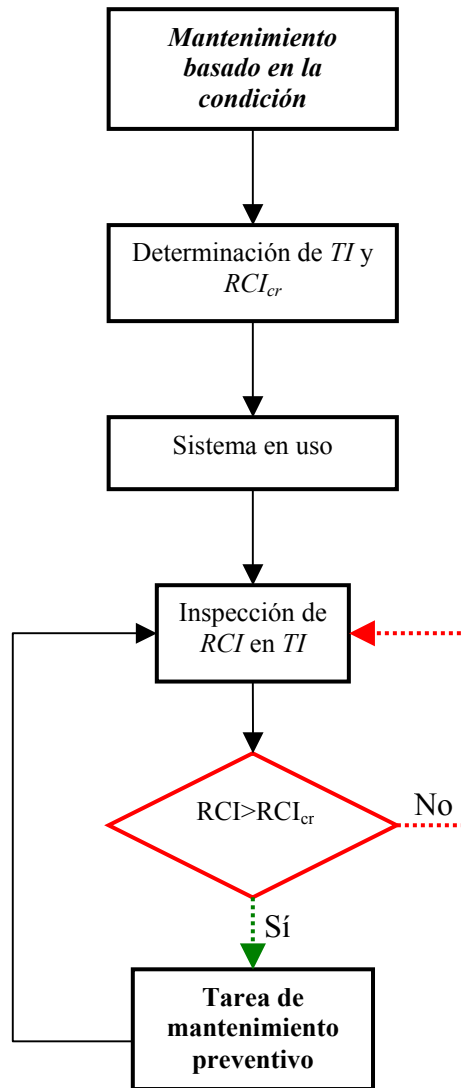 Mantenimiento
basado en la
condición
Determinación de TI y
RCIcr
Sistema en uso
Inspección de
RCI en TI
RCI>RCIcr
No
Sí
Tarea de
mantenimiento
preventivo